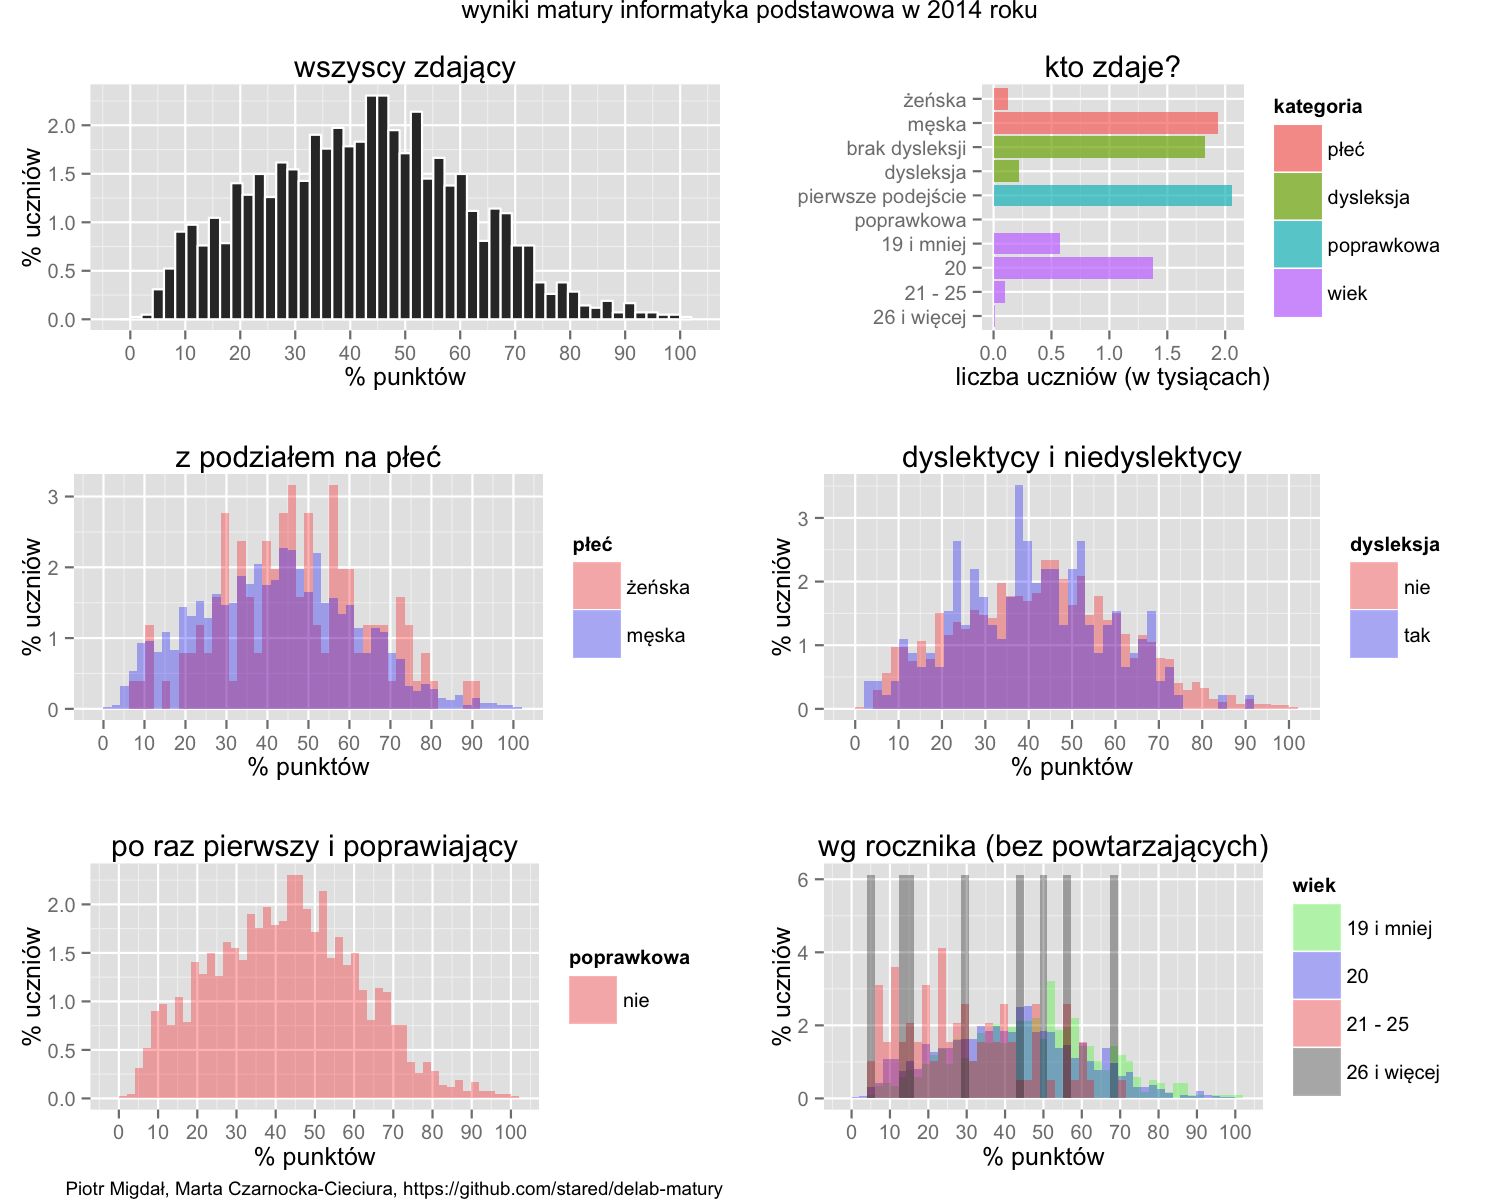 wyniki matury informatyka podstawowa w 2014 roku
wszyscy zdający
% uczniów
2.0
1.5
1.0
0.5
0.0
0 10 20 30 40 50 60 70 80 90 100
% punktów
kto zdaje?
żeńska
męska
brak dysleksji
dysleksja
pierwsze podejście
poprawkowa
19 i mniej
20
21 - 25
26 i więcej
0.0 0.5 1.0 1.5 2.0
liczba uczniów (w tysiącach)
kategoria
płeć
dysleksja
poprawkowa
wiek
z podziałem na płeć
% uczniów
3
2
1
0
0 10 20 30 40 50 60 70 80 90 100
% punktów
płeć
żeńska
męska
dyslektycy i niedyslektycy
% uczniów
3
2
1
0
0 10 20 30 40 50 60 70 80 90 100
% punktów
dysleksja
nie
tak
po raz pierwszy i poprawiający
% uczniów
2.0
1.5
1.0
0.5
0.0
0 10 20 30 40 50 60 70 80 90 100
% punktów
poprawkowa
nie
wg rocznika (bez powtarzających)
% uczniów
6
4
2
0
0 10 20 30 40 50 60 70 80 90 100
% punktów
wiek
19 i mniej
20
21 - 25
26 i więcej
Piotr Migdał, Marta Czarnocka-Cieciura, https://github.com/stared/delab-matury